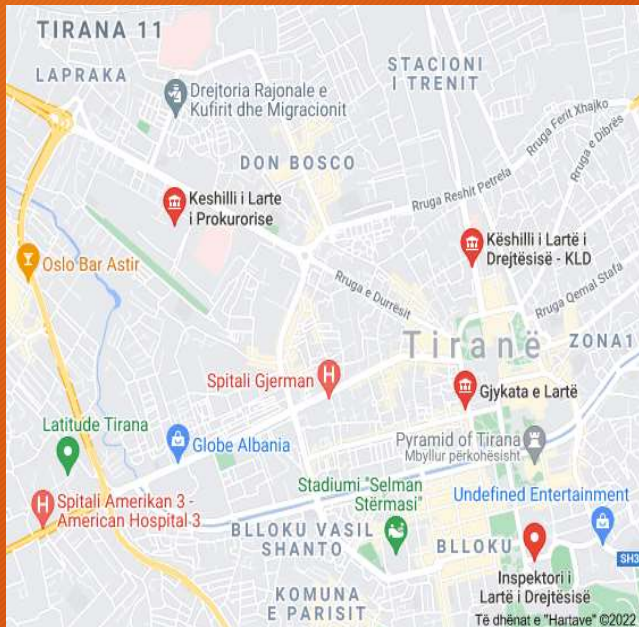 TIRANA 11
LAPRAKA
STACIONI
I TRENIT
Drejtoria Rajonale e
Kufirit dhe Migracionit
Rruga Ferit Xhajko
Rruga e Dibrës
DON BOSCO
Rruga Reshit Petrela
Keshilli i Larte
i Prokurorise
Këshilli i Lartë i
Drejtësisë - KLD
Oslo Bar Astir
Rruga e Durrësit
Rruga Qemal Stafa
Tiranë
ZONA1
Spitali Gjerman
Gjykata e Lartë
Latitude Tirana
Globe Albania
Pyramid of Tirana
Mbyllur përkohësisht
Stadiumi "Selman
Stërmasi"
Undefined Entertainment
Spitali Amerikan 3 -
American Hospital 3
BLLOKU VASIL
SHANTO
BLLOKU
SH3
Inspektori i
Lartë i Drejtësisë
KOMUNA
E PARISIT
Të dhënat e "Hartave" ©2022